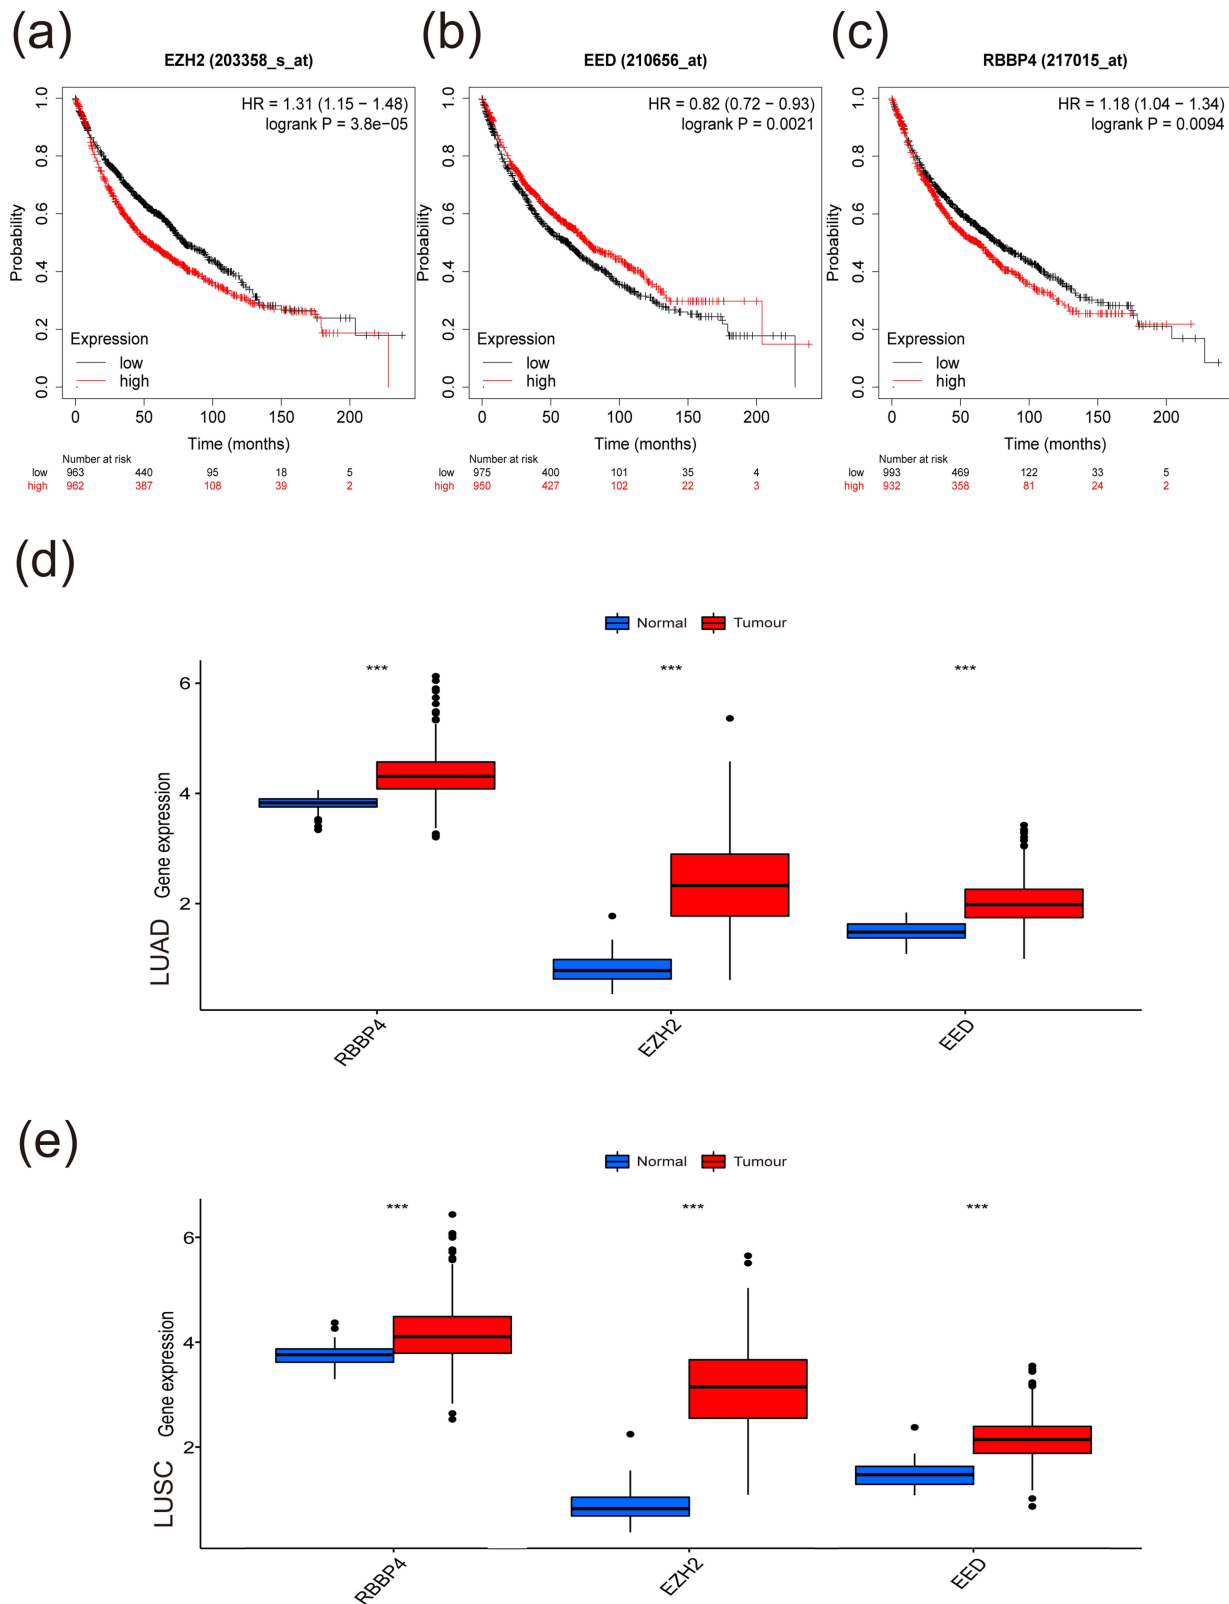 (a)
EZH2 (203358_s_at)
HR = 1.31 (1.15 − 1.48)
logrank P = 3.8e−05
Probability
1.0
0.8
0.6
0.4
0.2
0.0
Expression
low
high
0 50 100 150 200
Time (months)
Number at risk
low 963 440 95 18 5
high 962 387 108 39 2
(b)
EED (210656_at)
HR = 0.82 (0.72 − 0.93)
logrank P = 0.0021
Probability
1.0
0.8
0.6
0.4
0.2
0.0
Expression
low
high
0 50 100 150 200
Time (months)
Number at risk
low 975 400 101 35 4
high 950 427 102 22 3
(c)
RBBP4 (217015_at)
HR = 1.18 (1.04 − 1.34)
logrank P = 0.0094
Probability
1.0
0.8
0.6
0.4
0.2
0.0
Expression
low
high
0 50 100 150 200
Time (months)
Number at risk
low 993 469 122 33 5
high 932 358 81 24 2
(d)
Normal Tumour
*** *** ***
6
4
2
LUAD Gene expression
RBBP4 EZH2 EED
(e)
Normal Tumour
*** *** ***
6
4
2
LUSC Gene expression
RBBP4 EZH2 EED